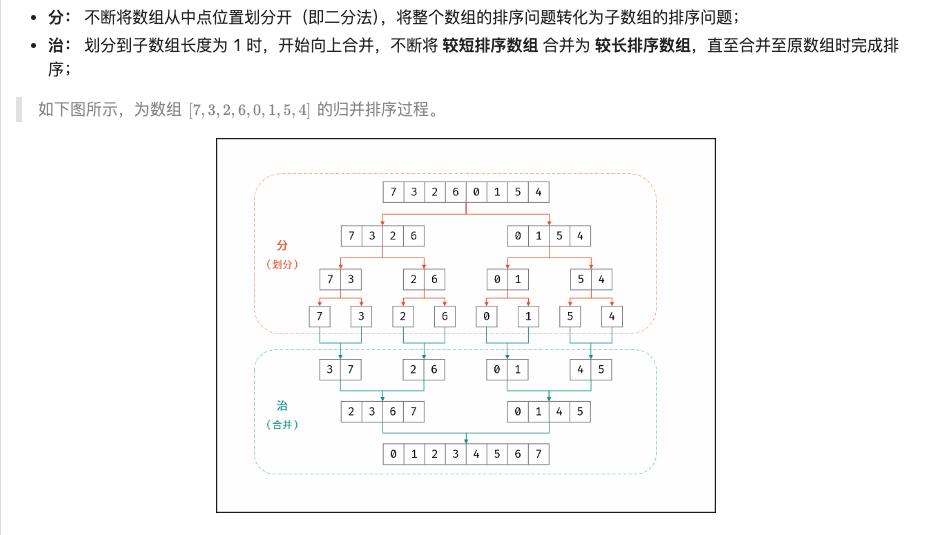 分： 不断将数组从中点位置划分开（即二分法），将整个数组的排序问题转化为子数组的排序问题；
治： 划分到子数组长度为 1 时，开始向上合并，不断将 较短排序数组 合并为 较长排序数组，直至合并至原数组时完成排
序；
如下图所示，为数组 [7,3,2,6,0,1,5,4] 的归并排序过程。
7 3 2 6 0 1 5 4
7 3 2 6 0 1 5 4
分
（划分）
7 3 2 6 0 1 5 4
7 3 2 6 0 1 5 4
3 7 2 6 0 1 4 5
治
（合并）
2 3 6 7 0 1 4 5
0 1 2 3 4 5 6 7